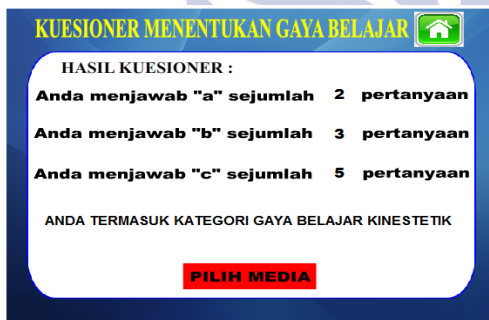 KUESIONER MENENTUKAN GAYA BELAJAR
HASIL KUESIONER :
Anda menjawab "a" sejumlah 2 pertanyaan
Anda menjawab "b" sejumlah 3 pertanyaan
Anda menjawab "c" sejumlah 5 pertanyaan
ANDA TERMASUK KATEGORI GAYA BELAJAR KINESTETIK
PILIH MEDIA